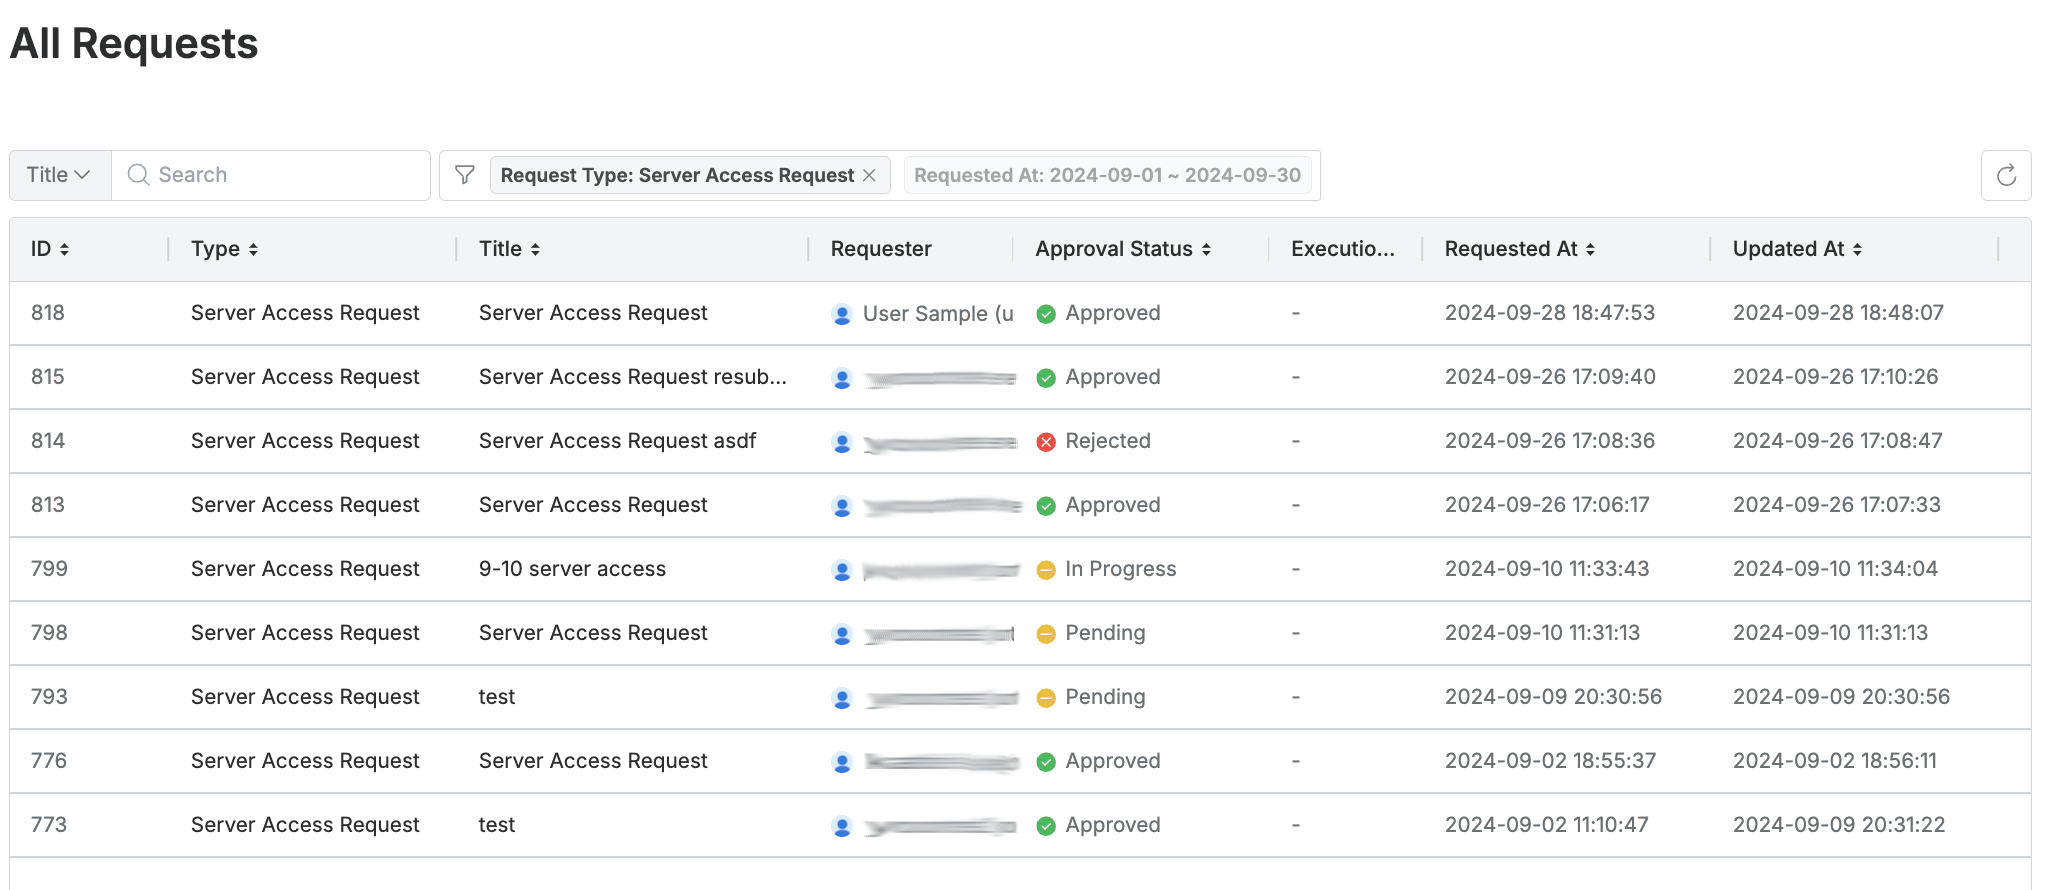 All Requests
Title Search Request Type: Server Access Request Requested At: 2024-09-01 ~ 2024-09-30
ID Type Title Requester Approval Status Executio... Requested At Updated At
818 Server Access Request Server Access Request User Sample (u Approved - 2024-09-28 18:47:53 2024-09-28 18:48:07
815 Server Access Request Server Access Request resub... Approved - 2024-09-26 17:09:40 2024-09-26 17:10:26
814 Server Access Request Server Access Request asdf Rejected - 2024-09-26 17:08:36 2024-09-26 17:08:47
813 Server Access Request Server Access Request Approved - 2024-09-26 17:06:17 2024-09-26 17:07:33
799 Server Access Request 9-10 server access In Progress - 2024-09-10 11:33:43 2024-09-10 11:34:04
798 Server Access Request Server Access Request Pending - 2024-09-10 11:31:13 2024-09-10 11:31:13
793 Server Access Request test Pending - 2024-09-09 20:30:56 2024-09-09 20:30:56
776 Server Access Request Server Access Request Approved - 2024-09-02 18:55:37 2024-09-02 18:56:11
773 Server Access Request test Approved - 2024-09-02 11:10:47 2024-09-09 20:31:22